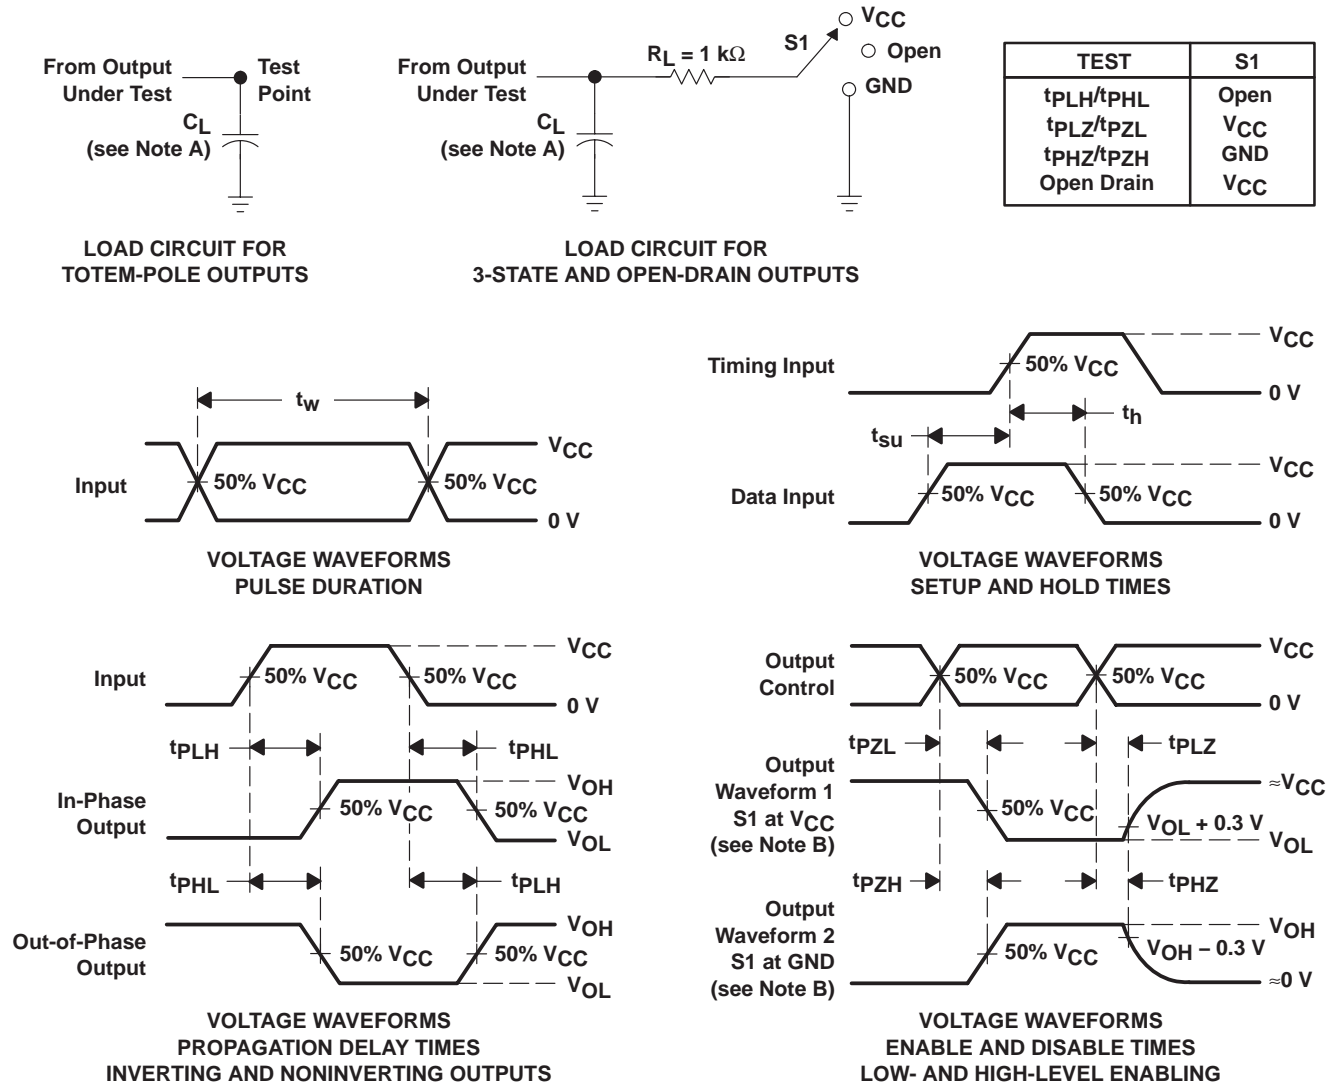 From Output
Under Test
Test
Point
CL
(see Note A)
LOAD CIRCUIT FOR
TOTEM-POLE OUTPUTS
From Output
Under Test
RL = 1 kΩ
S1
VCC
Open
GND
CL
(see Note A)
LOAD CIRCUIT FOR
3-STATE AND OPEN-DRAIN OUTPUTS
TEST S1
tPLH/tPHL Open
tPLZ/tPZL VCC
tPHZ/tPZH GND
Open Drain VCC
tw
Input
50% VCC
50% VCC
VCC
0 V
VOLTAGE WAVEFORMS
PULSE DURATION
Timing Input
50% VCC
VCC
0 V
tsu
th
Data Input
50% VCC
50% VCC
VCC
0 V
VOLTAGE WAVEFORMS
SETUP AND HOLD TIMES
Input
50% VCC
50% VCC
VCC
0 V
tPLH
tPHL
In-Phase
Output
50% VCC
50% VCC
VOH
VOL
tPHL
tPLH
Out-of-Phase
Output
50% VCC
50% VCC
VOH
VOL
VOLTAGE WAVEFORMS
PROPAGATION DELAY TIMES
INVERTING AND NONINVERTING OUTPUTS
Output
Control
50% VCC
50% VCC
VCC
0 V
tPZL
tPLZ
Output
Waveform 1
S1 at VCC
(see Note B)
50% VCC
≈VCC
VOL + 0.3 V
VOL
tPZH
tPHZ
Output
Waveform 2
S1 at GND
(see Note B)
50% VCC
VOH
VOH − 0.3 V
≈0 V
VOLTAGE WAVEFORMS
ENABLE AND DISABLE TIMES
LOW- AND HIGH-LEVEL ENABLING